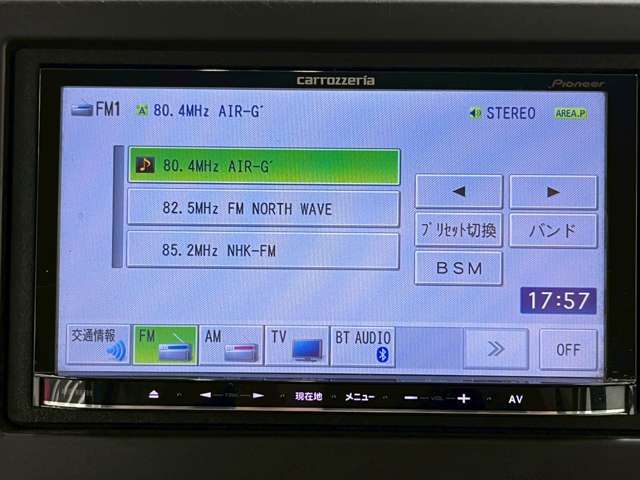 carrozzeria
Pioneer
FM1 A 80.4MHz AIR-G' STEREO AREA.P
80.4MHz AIR-G'
82.5MHz FM NORTH WAVE
85.2MHz NHK-FM
◀ ▶
ﾌﾟﾘｾｯﾄ切換 バンド
BSM
17:57
交通情報 FM AM TV BT AUDIO OFF
現在地 メニュー − VOL + AV